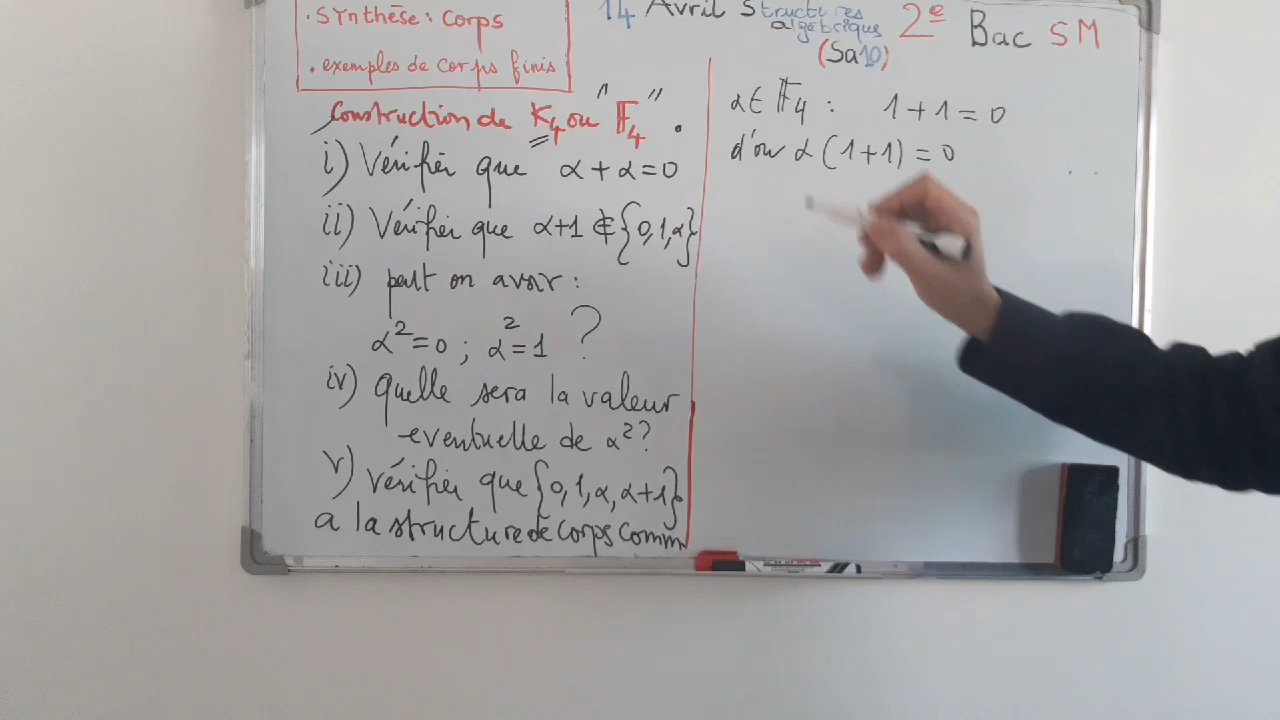 • Synthèse: Corps
• exemples de corps finis
14 Avril Structures
algébriques
(Sa10)
2e Bac SM
Construction de K4 ou "F4".
i) Vérifier que α + α = 0
ii) Vérifier que α+1 ∉ {0,1,α}
iii) peut on avoir :
α² = 0 ; α² = 1 ?
iv) quelle sera la valeur
eventuelle de α² ?
v) Vérifier que {0, 1, α, α+1}
a la structure de corps comm
α ∈ 𝔽4 : 1 + 1 = 0
d'où α (1+1) = 0